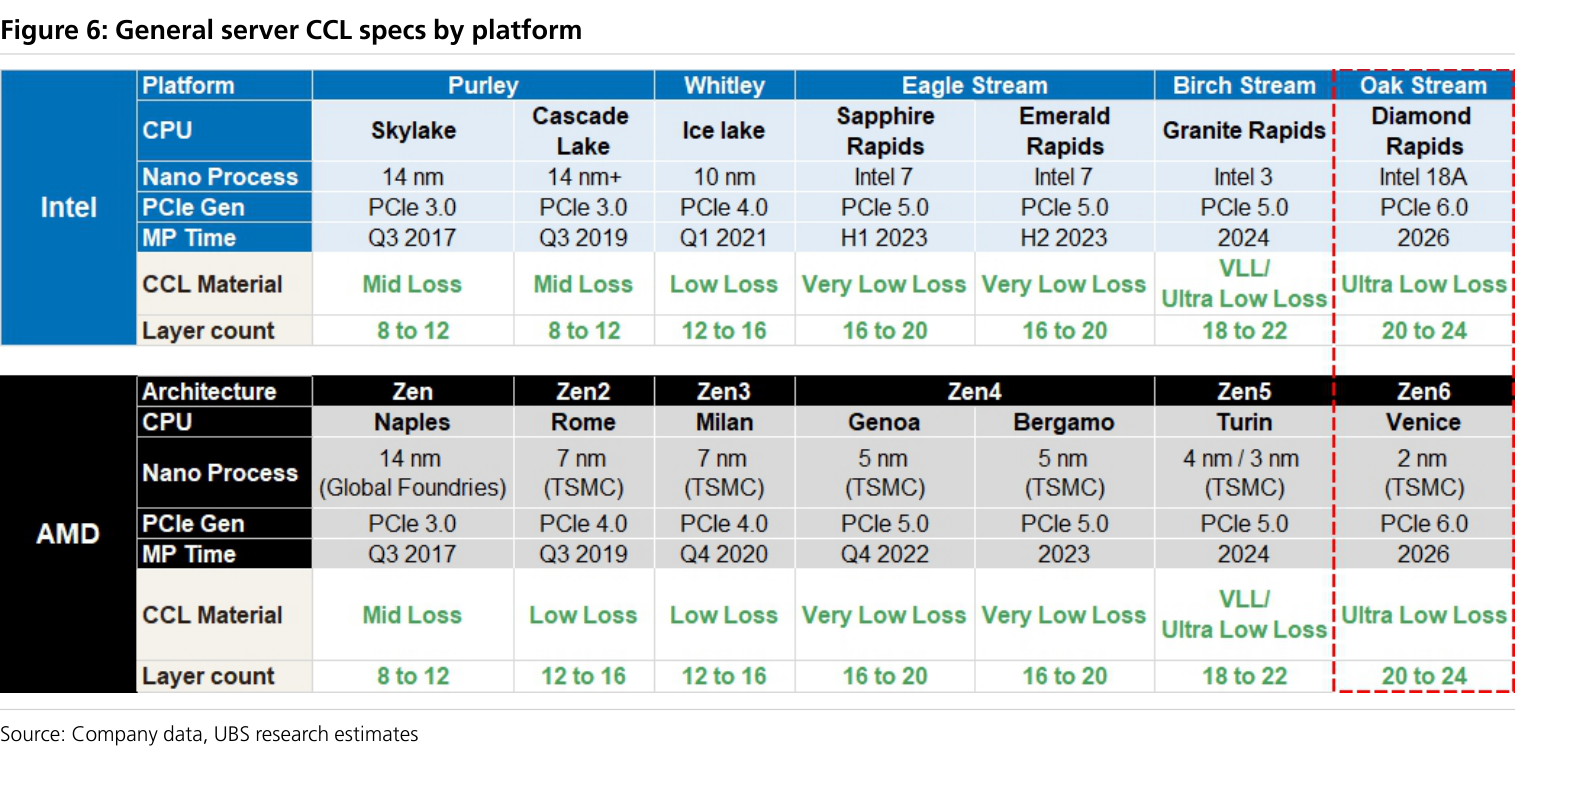 Figure 6: General server CCL specs by platform
Intel
Platform Purley Whitley Eagle Stream Birch Stream Oak Stream
CPU Skylake Cascade Lake Ice lake Sapphire Rapids Emerald Rapids Granite Rapids Diamond Rapids
Nano Process 14 nm 14 nm+ 10 nm Intel 7 Intel 7 Intel 3 Intel 18A
PCIe Gen PCIe 3.0 PCIe 3.0 PCIe 4.0 PCIe 5.0 PCIe 5.0 PCIe 5.0 PCIe 6.0
MP Time Q3 2017 Q3 2019 Q1 2021 H1 2023 H2 2023 2024 2026
CCL Material Mid Loss Mid Loss Low Loss Very Low Loss Very Low Loss VLL/ Ultra Low Loss Ultra Low Loss
Layer count 8 to 12 8 to 12 12 to 16 16 to 20 16 to 20 18 to 22 20 to 24
AMD
Architecture Zen Zen2 Zen3 Zen4 Zen5 Zen6
CPU Naples Rome Milan Genoa Bergamo Turin Venice
Nano Process 14 nm (Global Foundries) 7 nm (TSMC) 7 nm (TSMC) 5 nm (TSMC) 5 nm (TSMC) 4 nm / 3 nm (TSMC) 2 nm (TSMC)
PCIe Gen PCIe 3.0 PCIe 4.0 PCIe 4.0 PCIe 5.0 PCIe 5.0 PCIe 5.0 PCIe 6.0
MP Time Q3 2017 Q3 2019 Q4 2020 Q4 2022 2023 2024 2026
CCL Material Mid Loss Low Loss Low Loss Very Low Loss Very Low Loss VLL/ Ultra Low Loss Ultra Low Loss
Layer count 8 to 12 12 to 16 12 to 16 16 to 20 16 to 20 18 to 22 20 to 24
Source: Company data, UBS research estimates